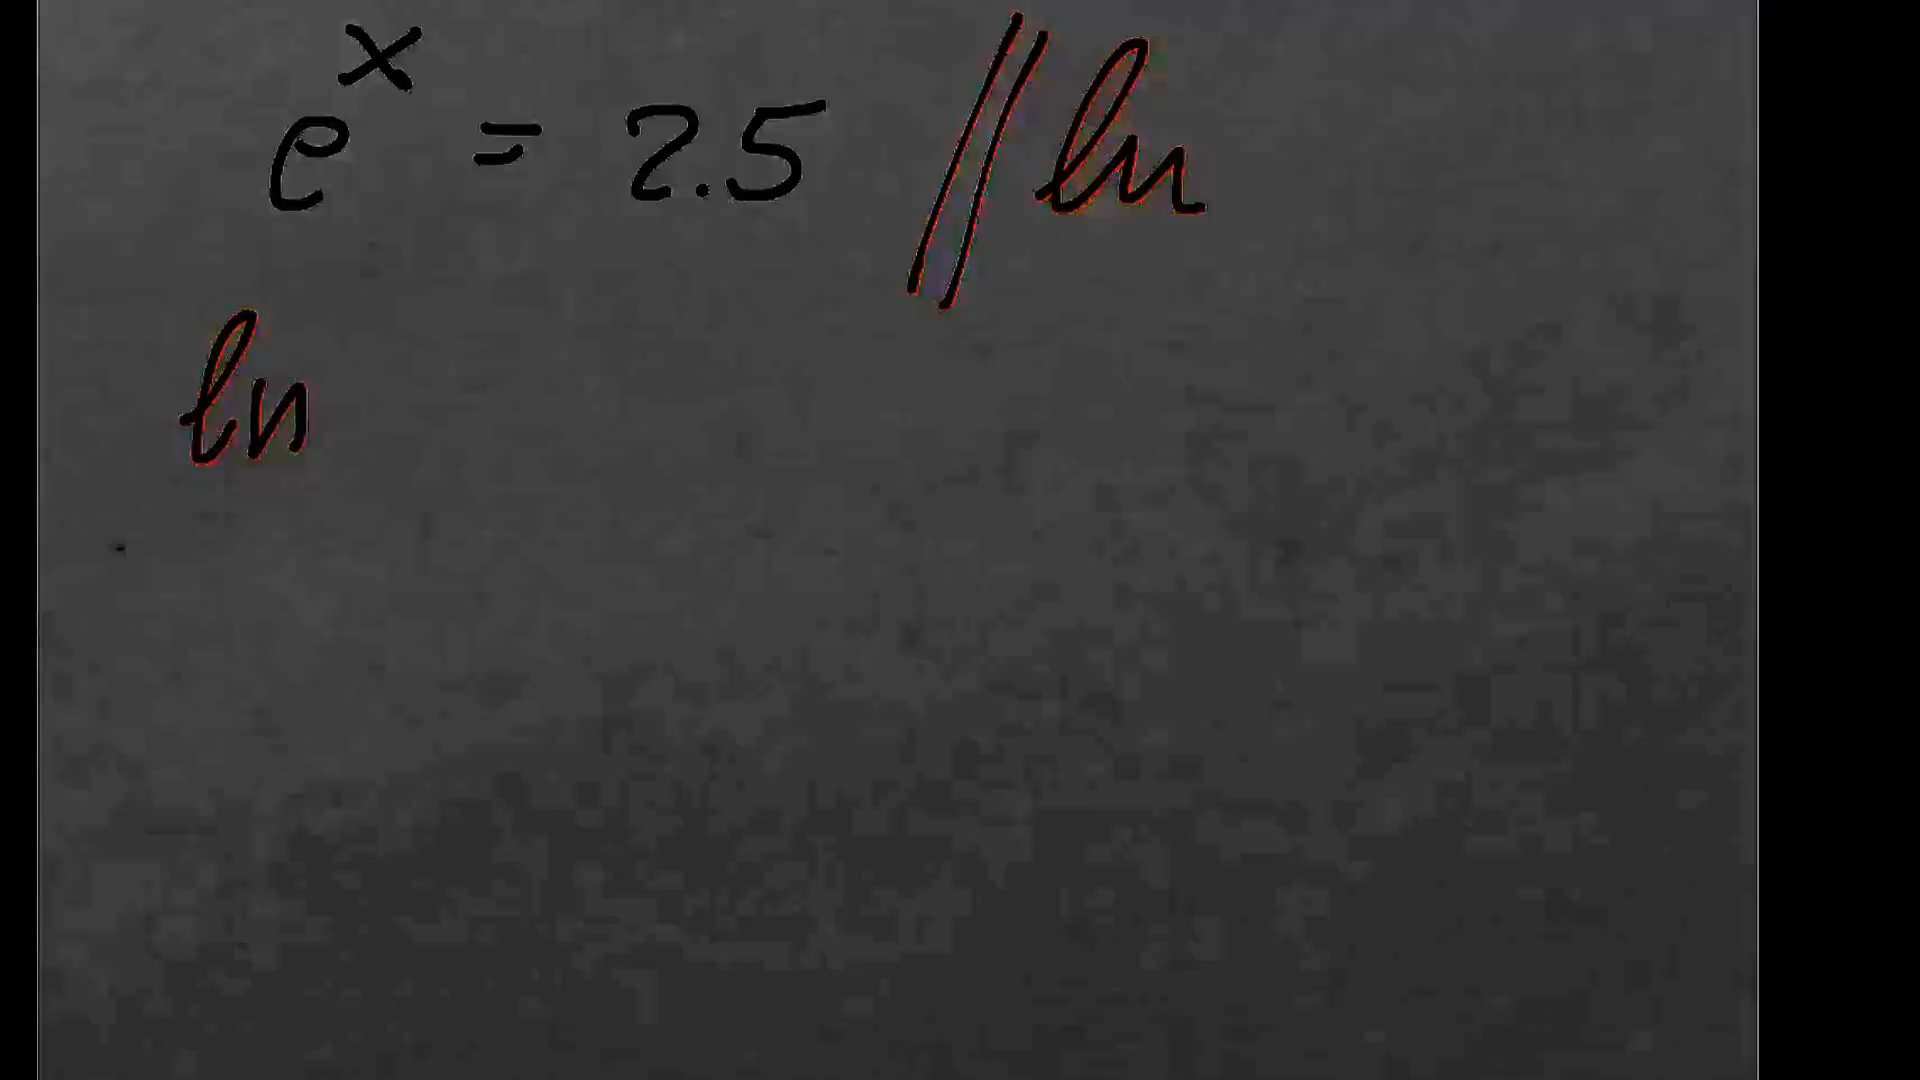 e^x = 2.5 // ln
ln